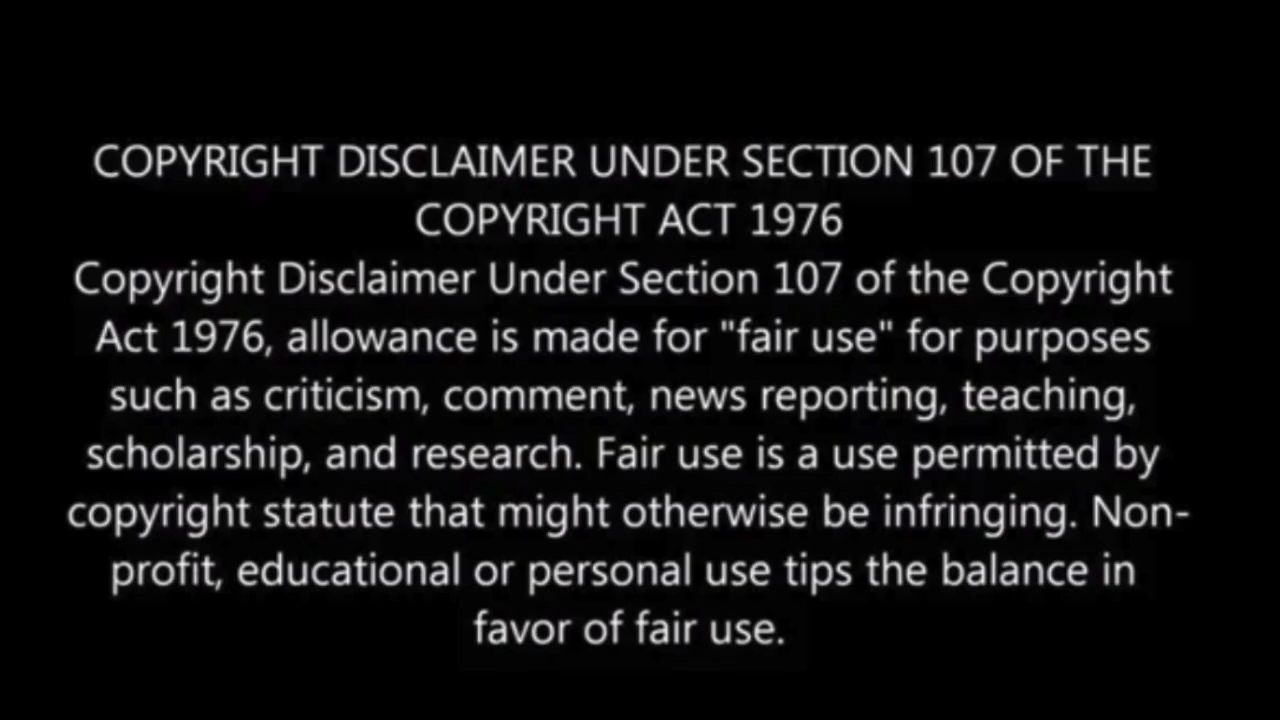 COPYRIGHT DISCLAIMER UNDER SECTION 107 OF THE
COPYRIGHT ACT 1976
Copyright Disclaimer Under Section 107 of the Copyright
Act 1976, allowance is made for "fair use" for purposes
such as criticism, comment, news reporting, teaching,
scholarship, and research. Fair use is a use permitted by
copyright statute that might otherwise be infringing. Non-
profit, educational or personal use tips the balance in
favor of fair use.